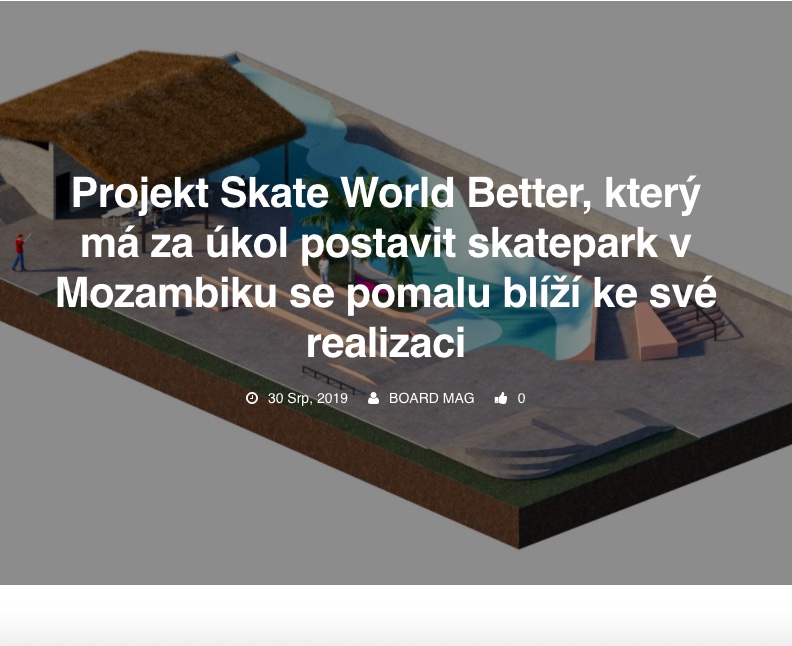 Projekt Skate World Better, který
má za úkol postavit skatepark v
Mozambiku se pomalu blíží ke své
realizaci
30 Srp, 2019 BOARD MAG 0